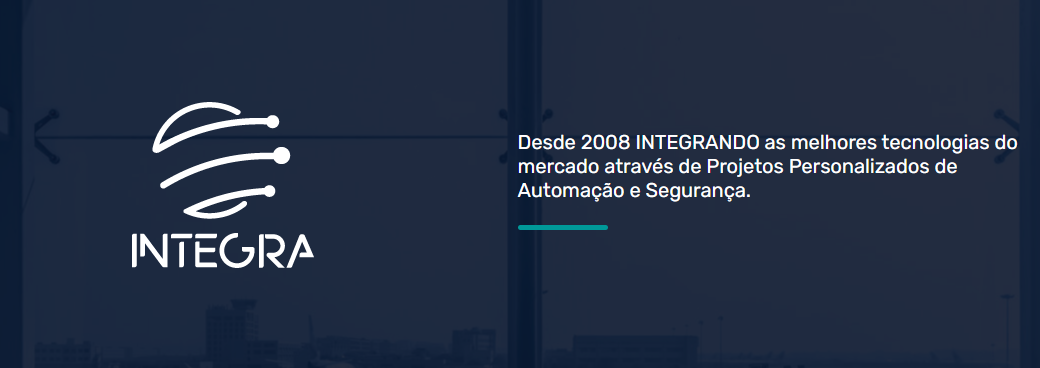 INTEGRA
Desde 2008 INTEGRANDO as melhores tecnologias do
mercado através de Projetos Personalizados de
Automação e Segurança.